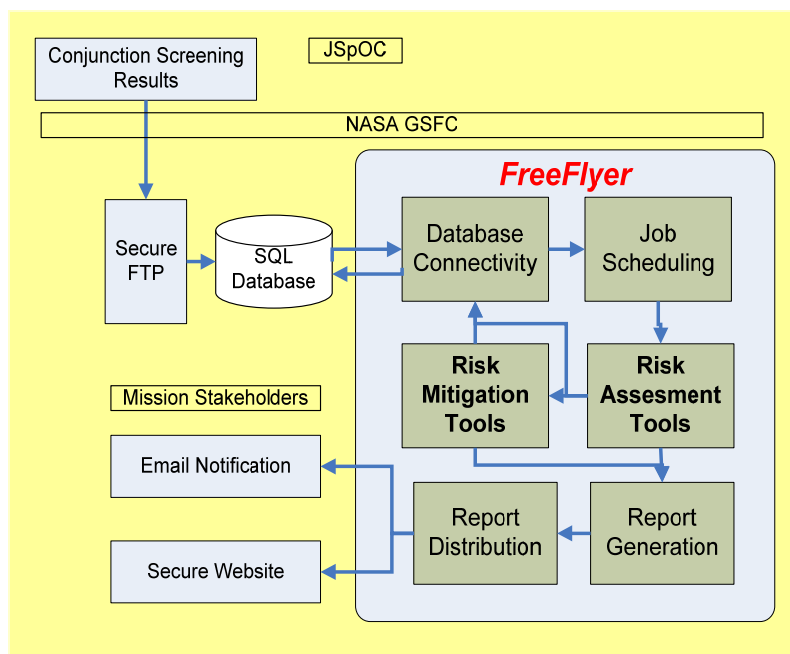 Conjunction Screening
Results
JSpOC
NASA GSFC
FreeFlyer
Secure
FTP
SQL
Database
Database
Connectivity
Job
Scheduling
Risk
Mitigation
Tools
Risk
Assesment
Tools
Mission Stakeholders
Email Notification
Secure Website
Report
Distribution
Report
Generation